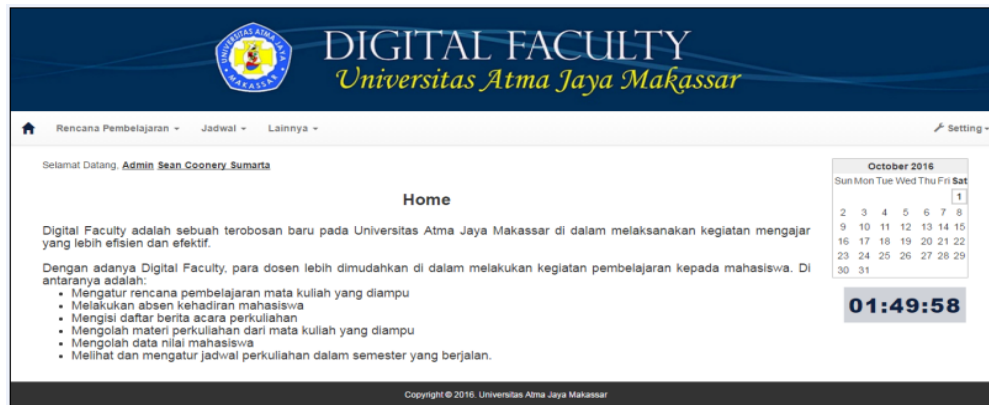 UNIVERSITAS ATMA JAYA
MAKASSAR
DIGITAL FACULTY
Universitas Atma Jaya Makassar
Rencana Pembelajaran Jadwal Lainnya Setting
Selamat Datang, Admin Sean Coonery Sumarta
Home
Digital Faculty adalah sebuah terobosan baru pada Universitas Atma Jaya Makassar di dalam melaksanakan kegiatan mengajar
yang lebih efisien dan efektif.
Dengan adanya Digital Faculty, para dosen lebih dimudahkan di dalam melakukan kegiatan pembelajaran kepada mahasiswa. Di
antaranya adalah:
Mengatur rencana pembelajaran mata kuliah yang diampu
Melakukan absen kehadiran mahasiswa
Mengisi daftar berita acara perkuliahan
Mengolah materi perkuliahan dari mata kuliah yang diampu
Mengolah data nilai mahasiswa
Melihat dan mengatur jadwal perkuliahan dalam semester yang berjalan.
October 2016
Sun Mon Tue Wed Thu Fri Sat
1
2 3 4 5 6 7 8
9 10 11 12 13 14 15
16 17 18 19 20 21 22
23 24 25 26 27 28 29
30 31
01:49:58
Copyright © 2016. Universitas Atma Jaya Makassar